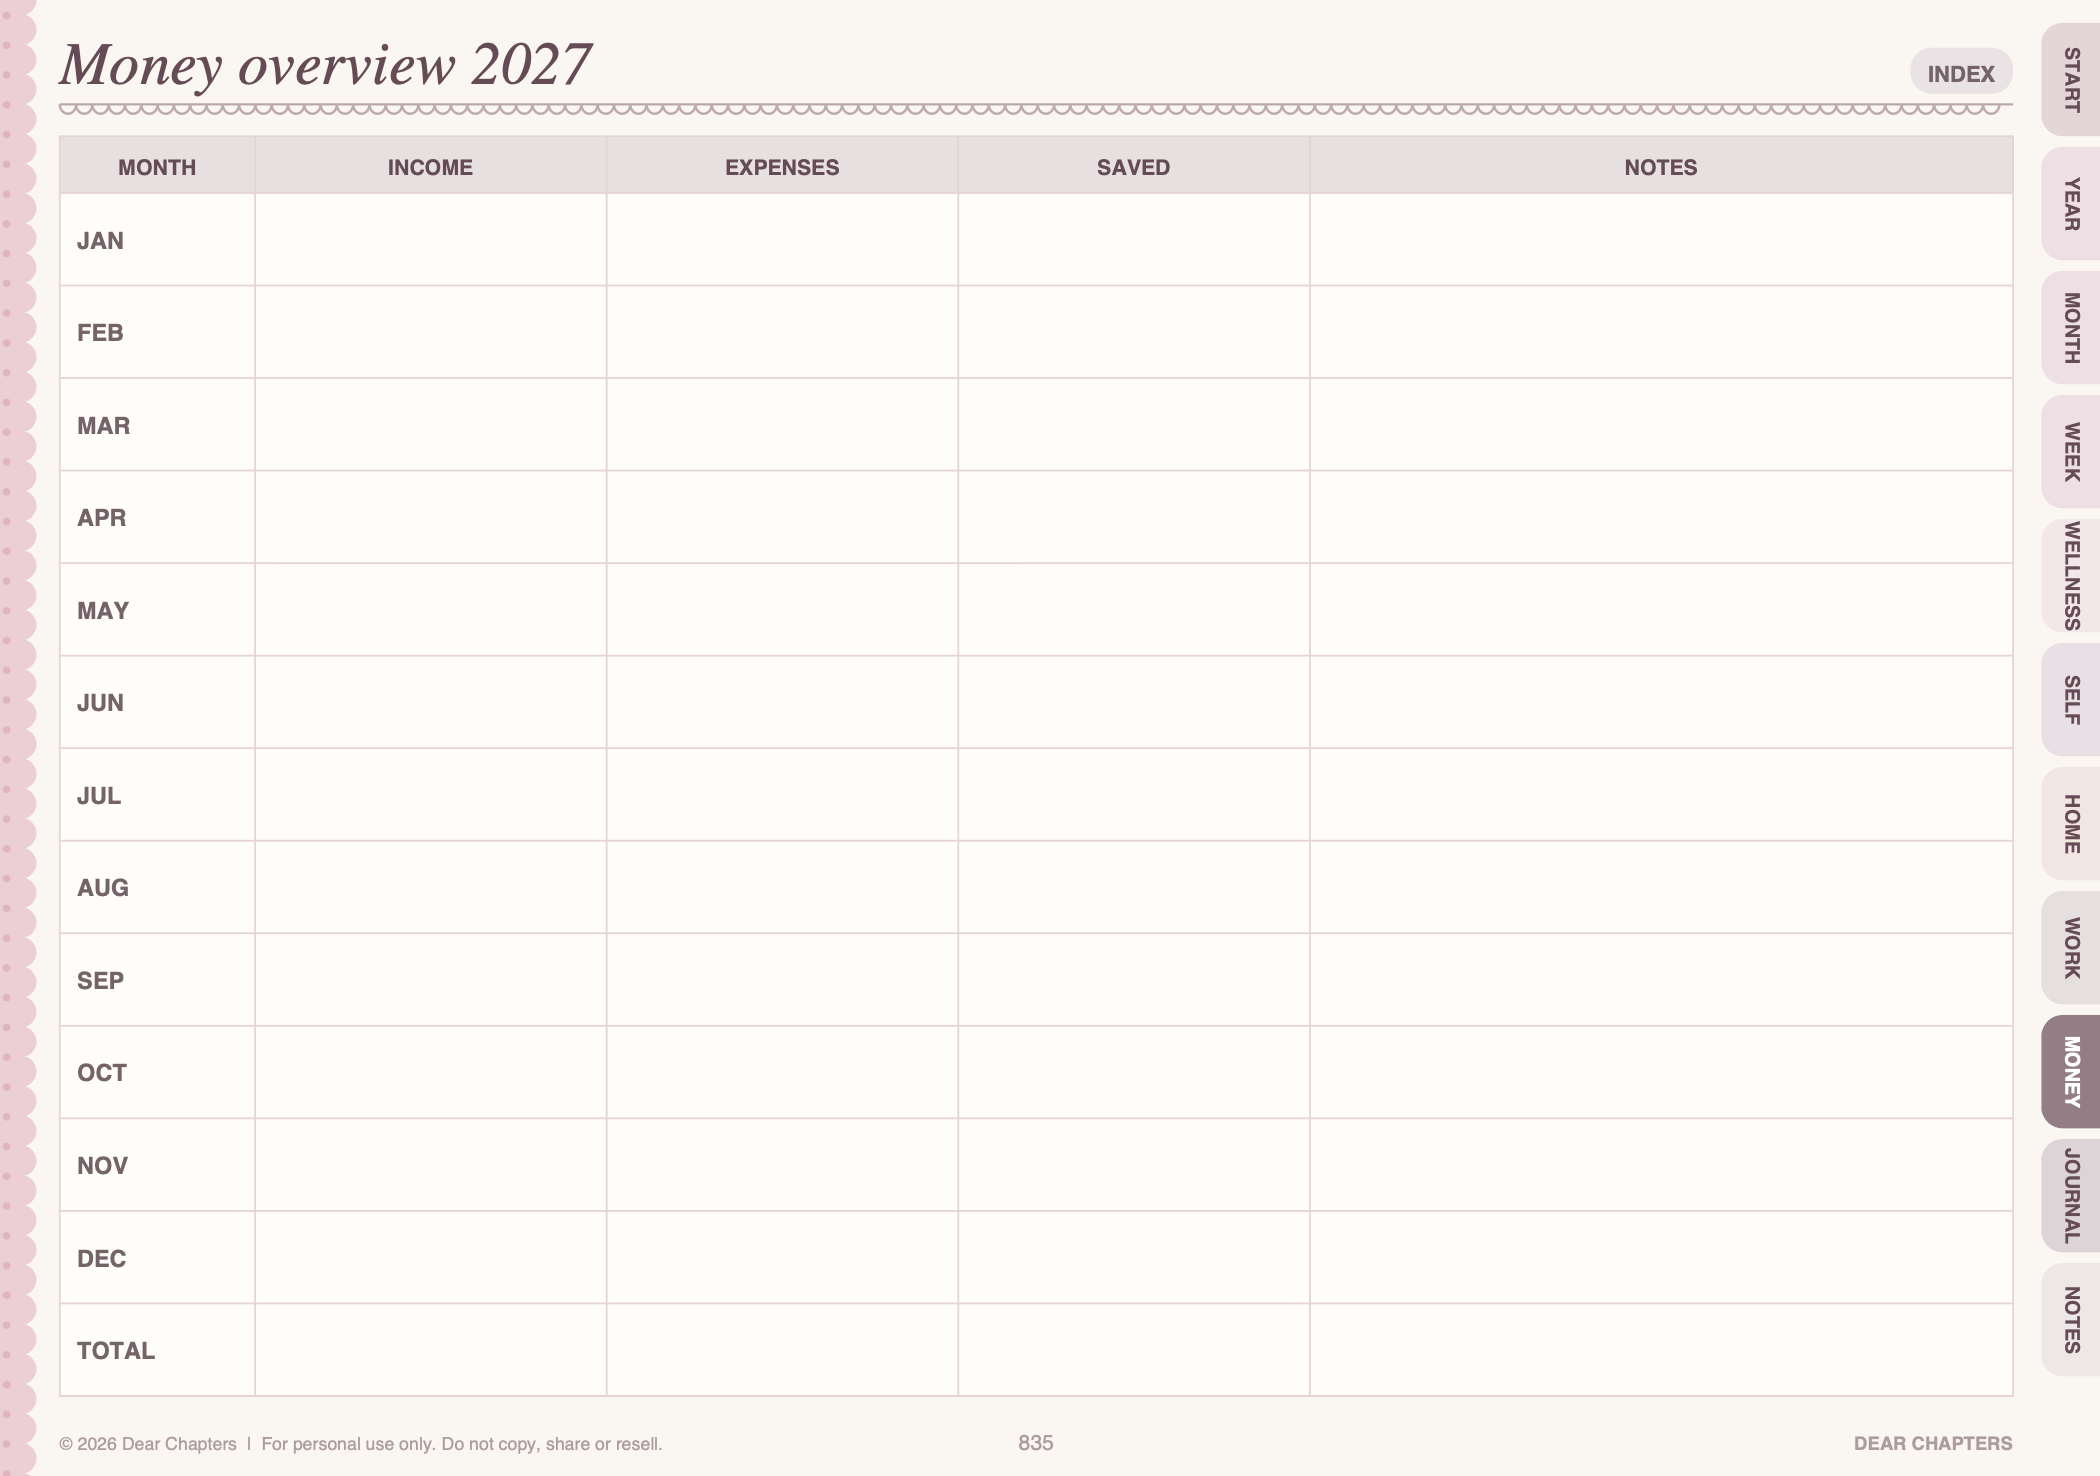 Money overview 2027
INDEX
MONTH INCOME EXPENSES SAVED NOTES
JAN
FEB
MAR
APR
MAY
JUN
JUL
AUG
SEP
OCT
NOV
DEC
TOTAL
© 2026 Dear Chapters | For personal use only. Do not copy, share or resell.
835
DEAR CHAPTERS
START
YEAR
MONTH
WEEK
WELLNESS
SELF
HOME
WORK
MONEY
JOURNAL
NOTES